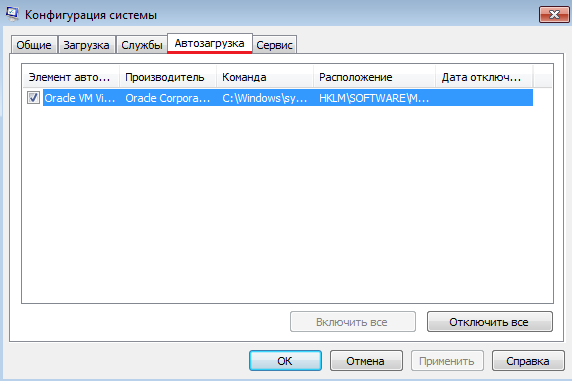 Конфигурация системы
Общие Загрузка Службы Автозагрузка Сервис
Элемент авто... Производитель Команда Расположение Дата отключ...
Oracle VM Vi... Oracle Corpora... C:\Windows\sy... HKLM\SOFTWARE\M...
Включить все Отключить все
ОК Отмена Применить Справка